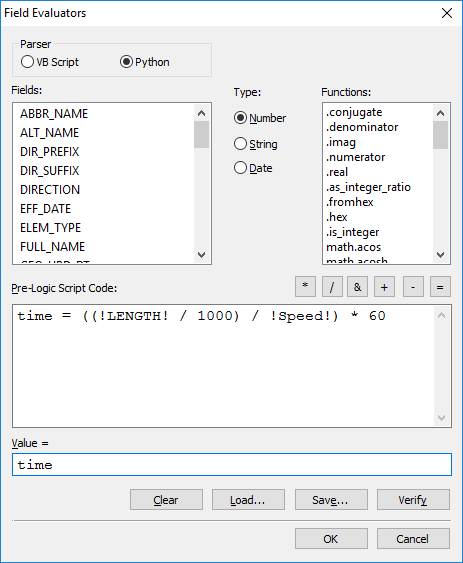 Field Evaluators
Parser
VB Script
Python
Fields:
ABBR_NAME
ALT_NAME
DIR_PREFIX
DIR_SUFFIX
DIRECTION
EFF_DATE
ELEM_TYPE
FULL_NAME
Type:
Number
String
Date
Functions:
.conjugate
.denominator
.imag
.numerator
.real
.as_integer_ratio
.fromhex
.hex
.is_integer
math.acos
math.acosh
Pre-Logic Script Code:
* / & + - =
time = ((!LENGTH! / 1000) / !Speed!) * 60
Value =
time
Clear
Load...
Save...
Verify
OK
Cancel